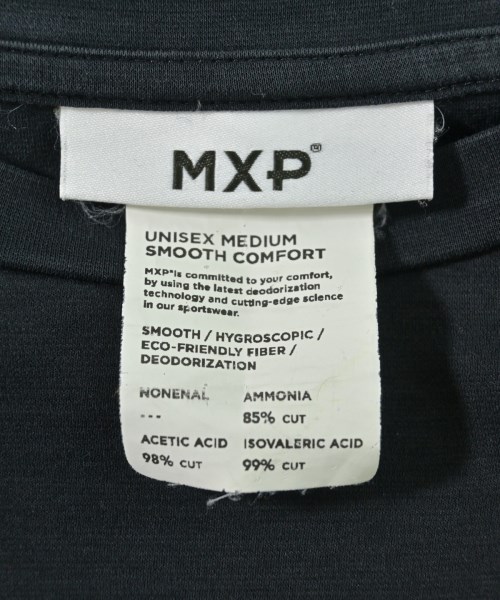 MXP®
UNISEX MEDIUM
SMOOTH COMFORT
MXP®is committed to your comfort,
by using the latest deodorization
technology and cutting-edge science
in our sportswear.
SMOOTH / HYGROSCOPIC /
ECO-FRIENDLY FIBER /
DEODORIZATION
NONENAL AMMONIA
--- 85% CUT
ACETIC ACID ISOVALERIC ACID
98% CUT 99% CUT